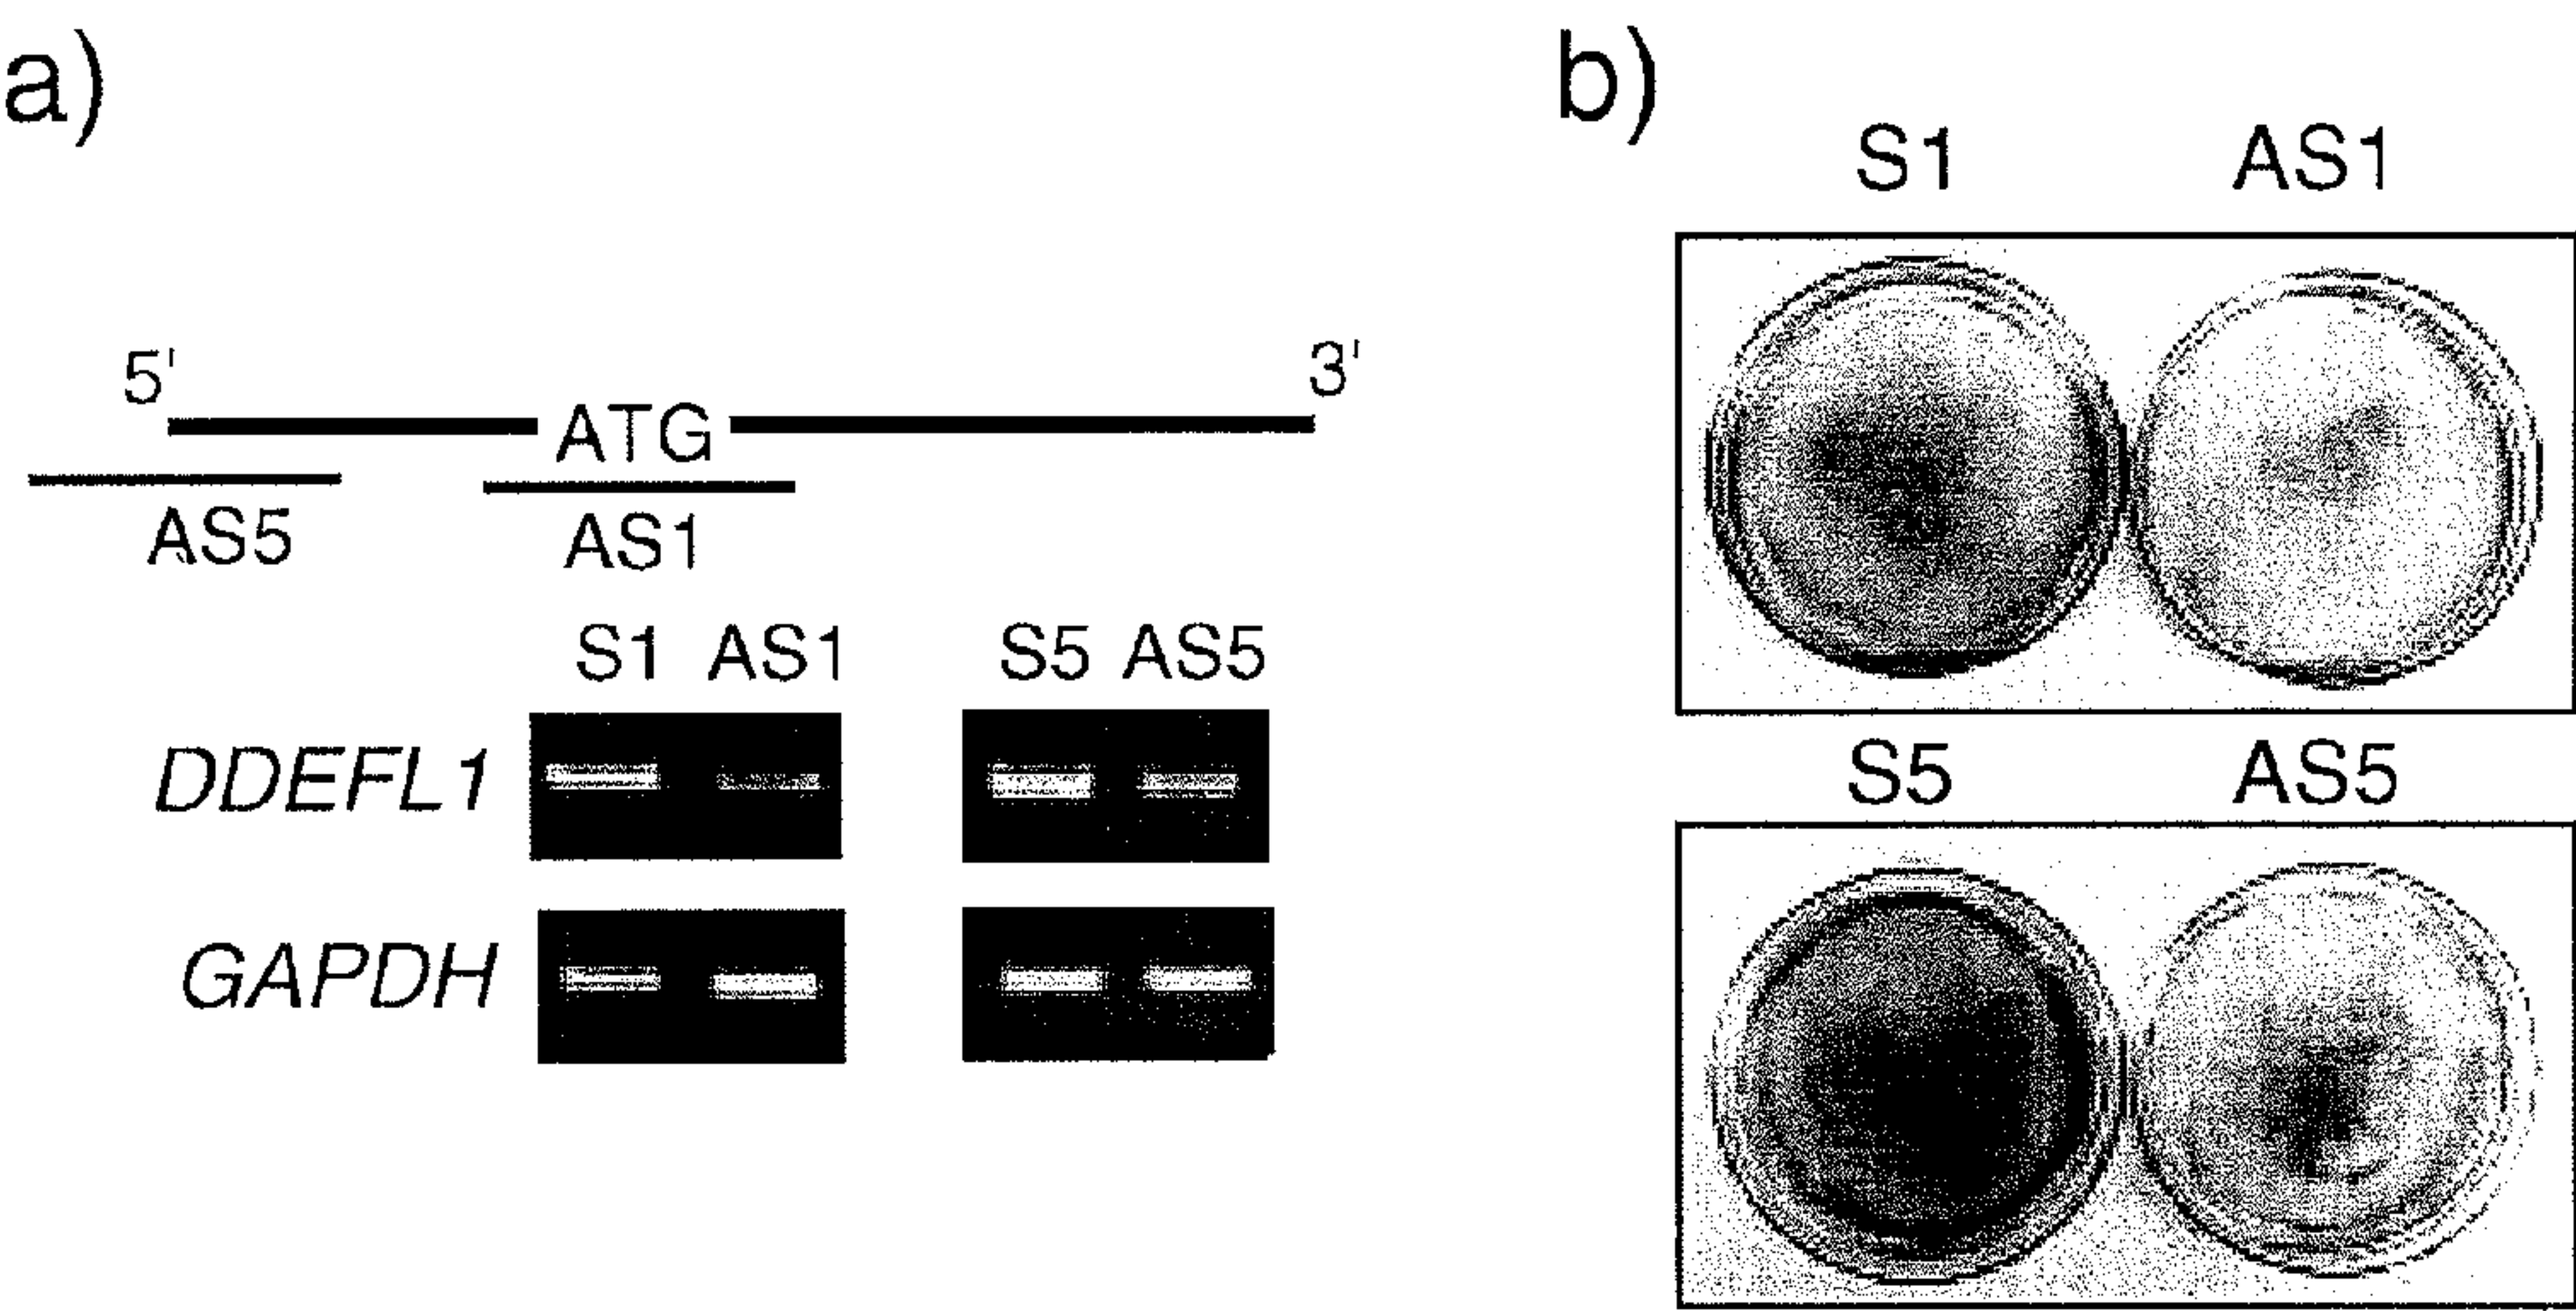 a)
5' 3'
ATG
AS5 AS1
S1 AS1 S5 AS5
DDEFL1
GAPDH
b)
S1 AS1
S5 AS5